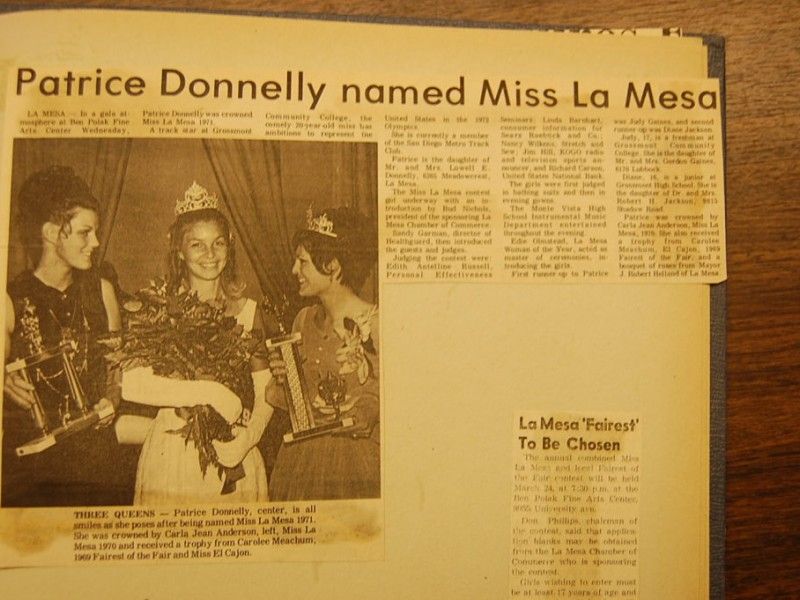 Patrice Donnelly named Miss La Mesa
LA MESA — In a gala at-
mosphere at Ben Polak Fine
Arts Center Wednesday,
Patrice Donnelly was crowned
Miss La Mesa 1971.
A track star at Grossmont
Community College, the
comely 20-year-old miss has
ambitions to represent the
United States in the 1972
Olympics.
She is currently a member
of the San Diego Metro Track
Club.
Patrice is the daughter of
Mr. and Mrs. Lowell E.
Donnelly, 6265 Meadowcrest,
La Mesa.
The Miss La Mesa contest
got underway with an in-
troduction by Bud Nichols,
president of the sponsoring La
Mesa Chamber of Commerce.
Sandy Garman, director of
Healthguard, then introduced
the guests and judges.
Judging the contest were:
Edith Antelline Russell,
Personal Effectiveness
Seminars; Linda Barnhart,
consumer information for
Sears Roebuck and Co.;
Nancy Wilkens, Stretch and
Sew; Jim Hill, KOGO radio
and television sports an-
nouncer, and Richard Carson,
United States National Bank.
The girls were first judged
in bathing suits and then in
evening gowns.
The Monte Vista High
School Instrumental Music
Department entertained
throughout the evening.
Edie Olmstead, La Mesa
Woman of the Year, acted as
master of ceremonies, in-
troducing the girls.
First runner-up to Patrice
was Judy Gaines, and second
runner-up was Diane Jackson.
Judy, 17, is a freshman at
Grossmont Community
College. She is the daughter of
Mr. and Mrs. Gordon Gaines,
6170 Lubbock.
Diane, 16, is a junior at
Grossmont High School. She is
the daughter of Dr. and Mrs.
Robert H. Jackson, 9815
Shadow Road.
Patrice was crowned by
Carla Jean Anderson, Miss La
Mesa, 1970. She also received
a trophy from Carolee
Meachum, El Cajon, 1969
Fairest of the Fair, and a
bouquet of roses from Mayor
J. Robert Helland of La Mesa.
THREE QUEENS — Patrice Donnelly, center, is all
smiles as she poses after being named Miss La Mesa 1971.
She was crowned by Carla Jean Anderson, left, Miss La
Mesa 1970 and received a trophy from Carolee Meachum,
1969 Fairest of the Fair and Miss El Cajon.
La Mesa 'Fairest'
To Be Chosen
The annual combined Miss
La Mesa and local Fairest of
the Fair contest will be held
March 24, at 7:30 p.m. at the
Ben Polak Fine Arts Center,
University ave.
Don Phillips, chairman of
the contest, said that applica-
tion blanks may be obtained
from the La Mesa Chamber of
Commerce who is sponsoring
the contest.
Girls wishing to enter must
be at least 17 years of age and